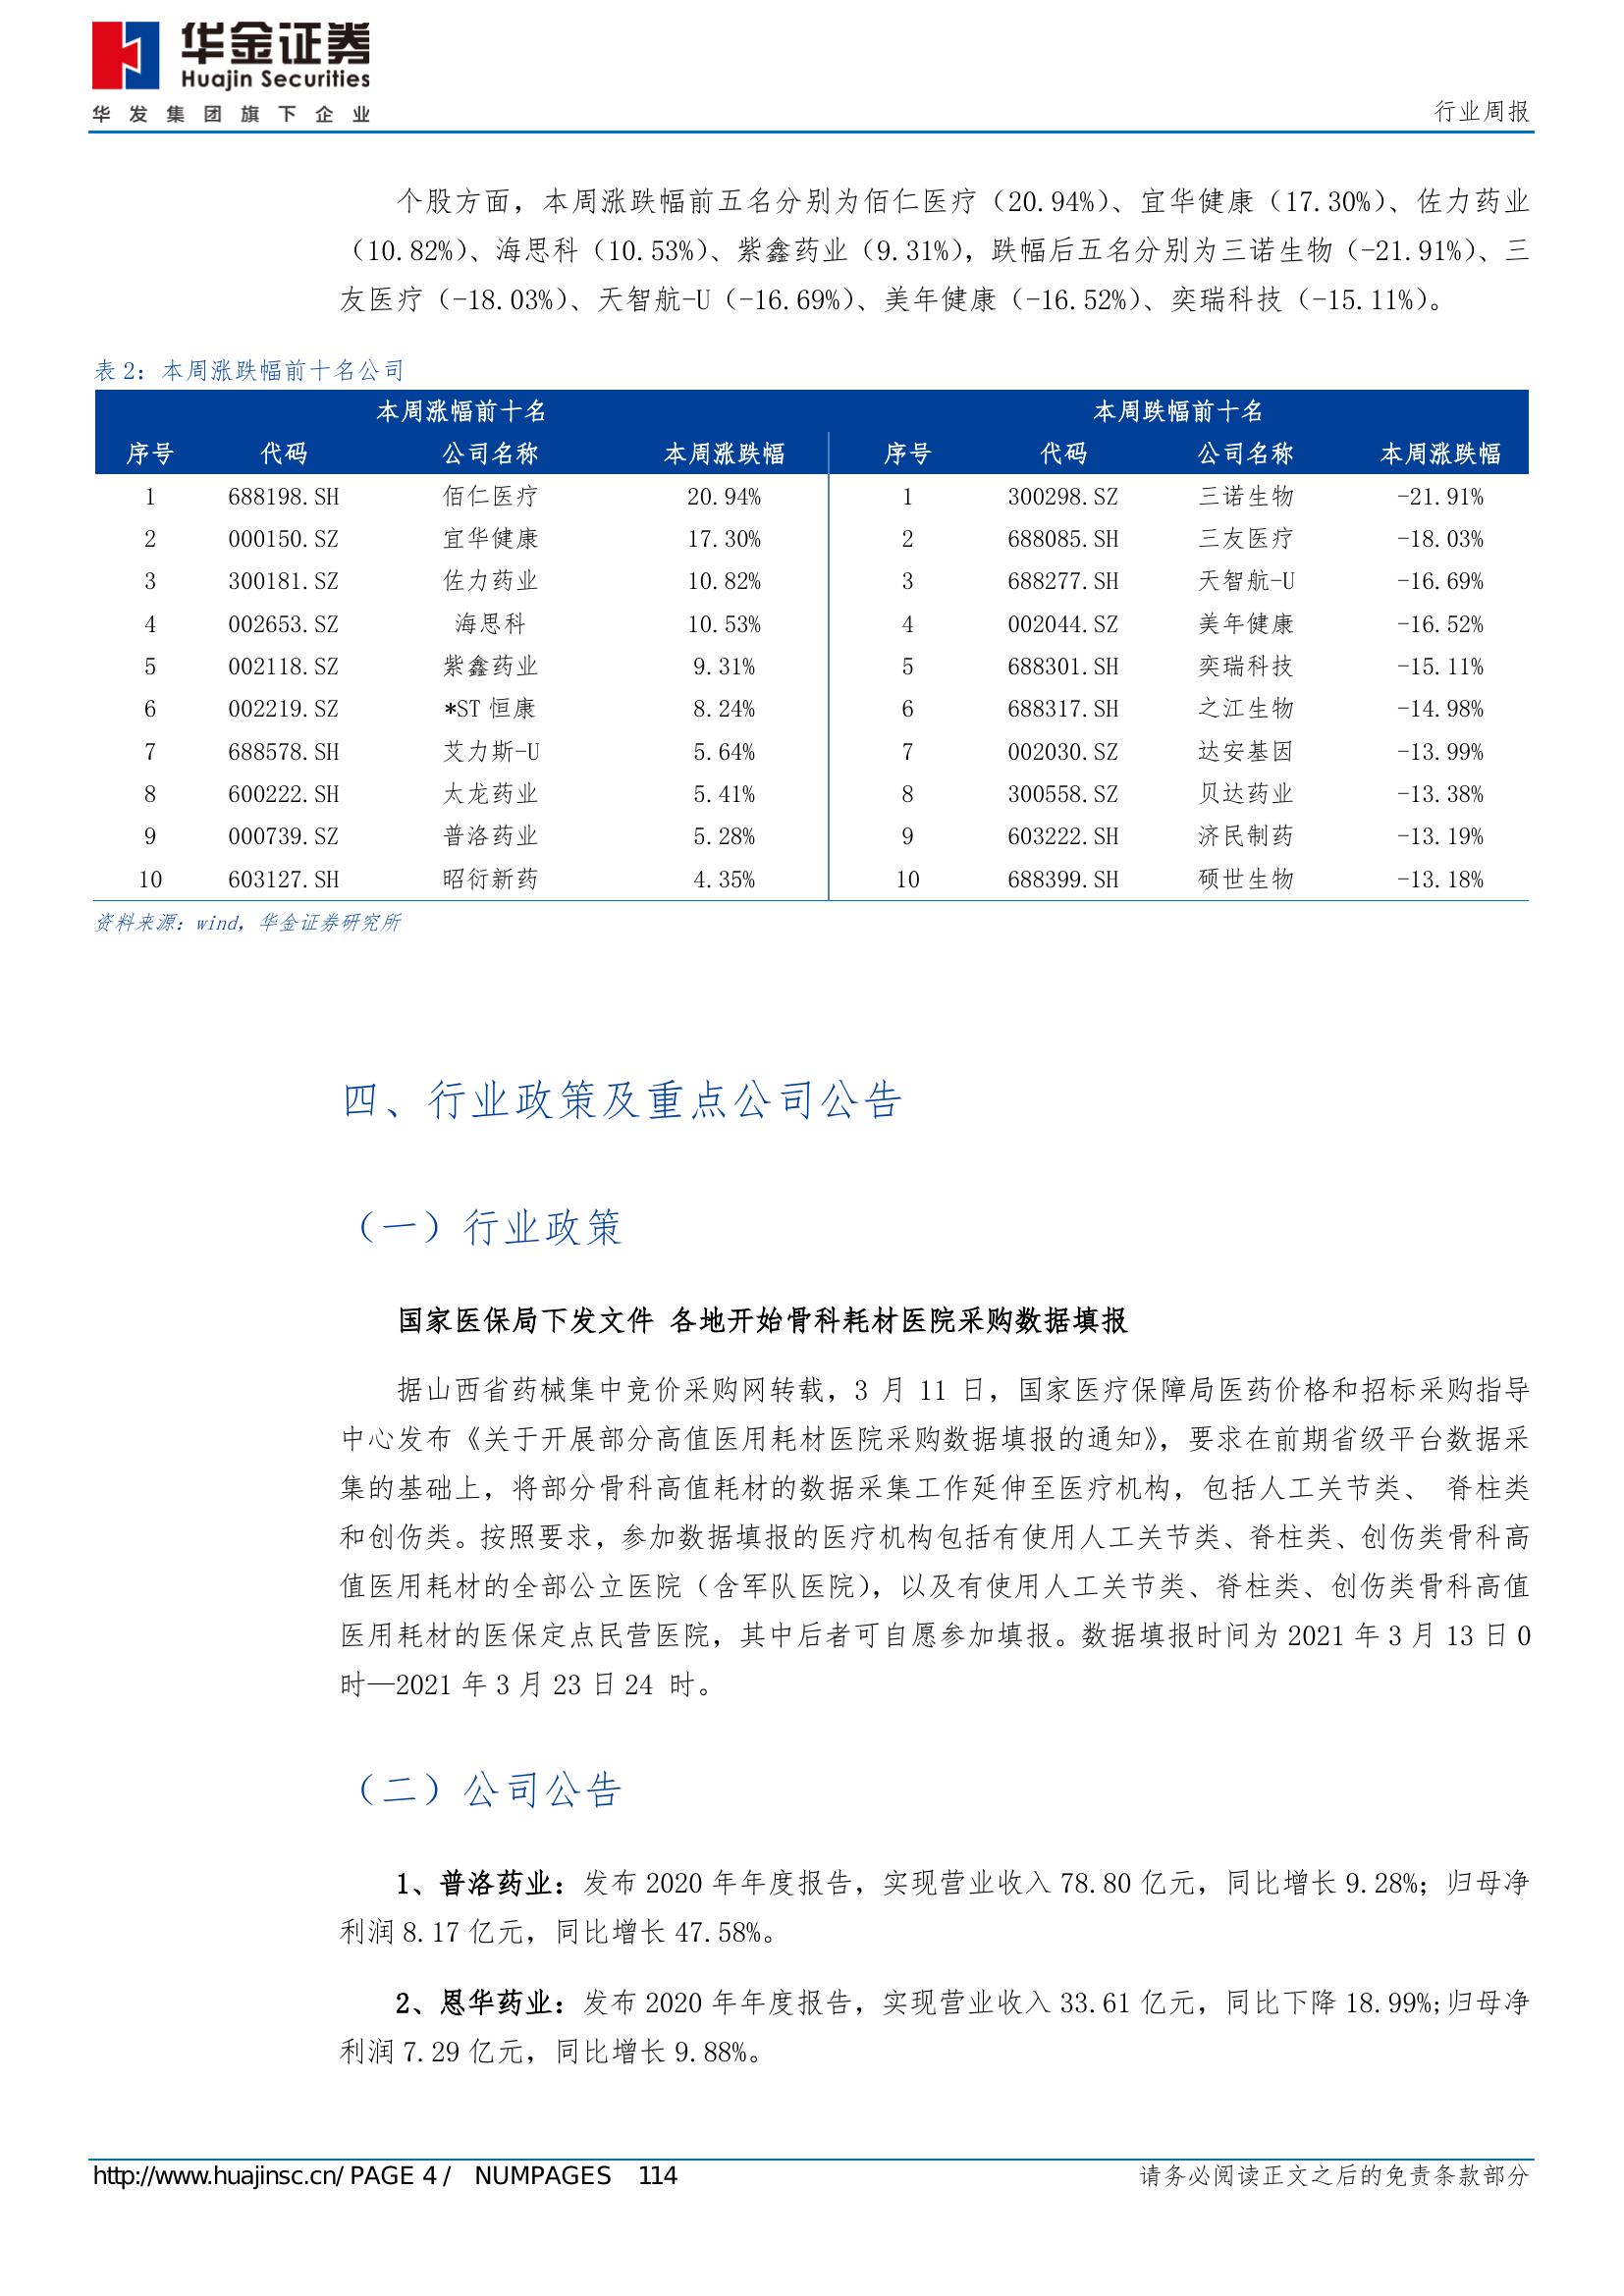 华金证券
Huajin Securities
华发集团旗下企业
行业周报
个股方面，本周涨跌幅前五名分别为佰仁医疗（20.94%）、宜华健康（17.30%）、佐力药业
（10.82%）、海思科（10.53%）、紫鑫药业（9.31%），跌幅后五名分别为三诺生物（-21.91%）、三
友医疗（-18.03%）、天智航-U（-16.69%）、美年健康（-16.52%）、奕瑞科技（-15.11%）。
表 2：本周涨跌幅前十名公司
本周涨幅前十名 本周跌幅前十名
序号 代码 公司名称 本周涨跌幅 序号 代码 公司名称 本周涨跌幅
1 688198.SH 佰仁医疗 20.94% 1 300298.SZ 三诺生物 -21.91%
2 000150.SZ 宜华健康 17.30% 2 688085.SH 三友医疗 -18.03%
3 300181.SZ 佐力药业 10.82% 3 688277.SH 天智航-U -16.69%
4 002653.SZ 海思科 10.53% 4 002044.SZ 美年健康 -16.52%
5 002118.SZ 紫鑫药业 9.31% 5 688301.SH 奕瑞科技 -15.11%
6 002219.SZ *ST 恒康 8.24% 6 688317.SH 之江生物 -14.98%
7 688578.SH 艾力斯-U 5.64% 7 002030.SZ 达安基因 -13.99%
8 600222.SH 太龙药业 5.41% 8 300558.SZ 贝达药业 -13.38%
9 000739.SZ 普洛药业 5.28% 9 603222.SH 济民制药 -13.19%
10 603127.SH 昭衍新药 4.35% 10 688399.SH 硕世生物 -13.18%
资料来源：wind，华金证券研究所
四、行业政策及重点公司公告
（一）行业政策
国家医保局下发文件 各地开始骨科耗材医院采购数据填报
据山西省药械集中竞价采购网转载，3 月 11 日，国家医疗保障局医药价格和招标采购指导
中心发布《关于开展部分高值医用耗材医院采购数据填报的通知》，要求在前期省级平台数据采
集的基础上，将部分骨科高值耗材的数据采集工作延伸至医疗机构，包括人工关节类、 脊柱类
和创伤类。按照要求，参加数据填报的医疗机构包括有使用人工关节类、脊柱类、创伤类骨科高
值医用耗材的全部公立医院（含军队医院），以及有使用人工关节类、脊柱类、创伤类骨科高值
医用耗材的医保定点民营医院，其中后者可自愿参加填报。数据填报时间为 2021 年 3 月 13 日 0
时—2021 年 3 月 23 日 24 时。
（二）公司公告
1、普洛药业：发布 2020 年年度报告，实现营业收入 78.80 亿元，同比增长 9.28%；归母净
利润 8.17 亿元，同比增长 47.58%。
2、恩华药业：发布 2020 年年度报告，实现营业收入 33.61 亿元，同比下降 18.99%;归母净
利润 7.29 亿元，同比增长 9.88%。
http://www.huajinsc.cn/ PAGE 4 / NUMPAGES 114
请务必阅读正文之后的免责条款部分